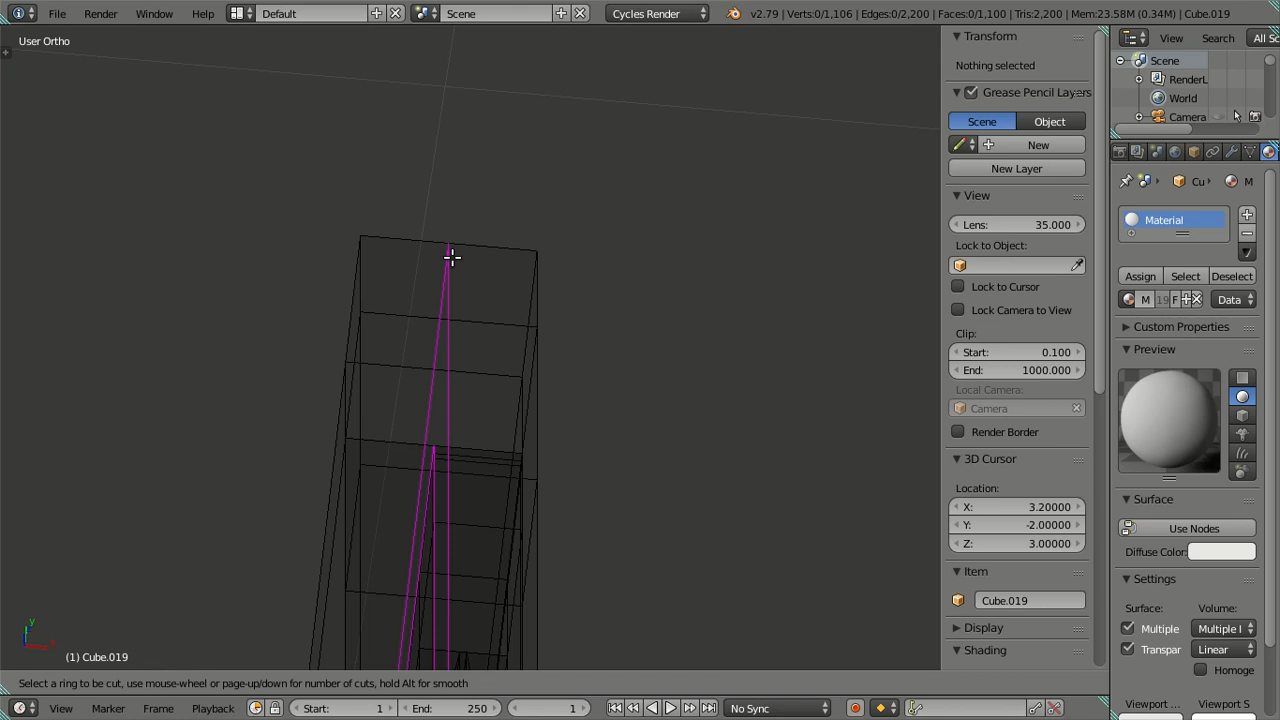 File Render Window Help Default Scene Cycles Render v2.79 | Verts:0/1,106 | Edges:0/2,200 | Faces:0/1,100 | Tris:2,200 | Mem:23.58M (0.34M) | Cube.019
User Ortho
Transform
Nothing selected
Grease Pencil Layers
Scene Object
New
New Layer
View
Lens: 35.000
Lock to Object:
Lock to Cursor
Lock Camera to View
Clip:
Start: 0.100
End: 1000.000
Local Camera:
Camera
Render Border
3D Cursor
Location:
X: 3.20000
Y: -2.00000
Z: 3.00000
Item
Cube.019
Display
Shading
View Search All Sc
Scene
RenderL
World
Camera
Cu M
Material
Assign Select Deselect
M 19 F Data
Custom Properties
Preview
Surface
Use Nodes
Diffuse Color:
Settings
Surface: Volume:
Multiple Multiple I
Transpar Linear
Homoge
Viewport ... Viewport S
y
x
(1) Cube.019
Select a ring to be cut, use mouse-wheel or page-up/down for number of cuts, hold Alt for smooth
View Marker Frame Playback Start: 1 End: 250 1 No Sync